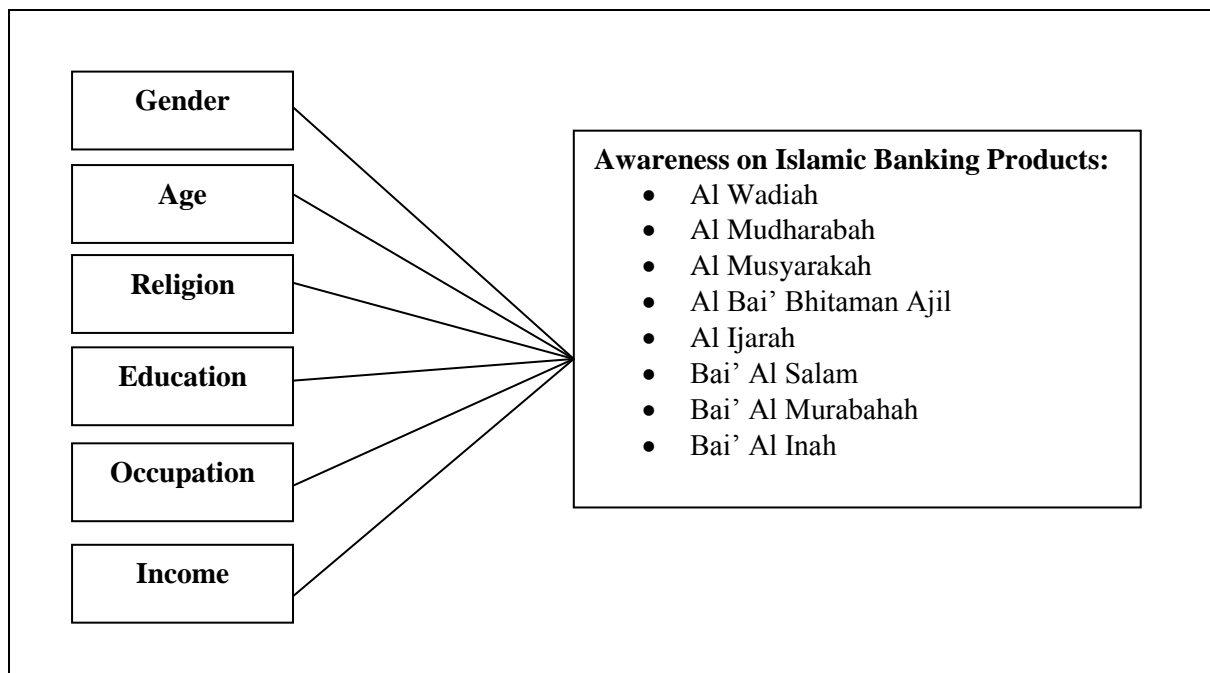 Gender
Age
Religion
Education
Occupation
Income
Awareness on Islamic Banking Products:
• Al Wadiah
• Al Mudharabah
• Al Musyarakah
• Al Bai’ Bhitaman Ajil
• Al Ijarah
• Bai’ Al Salam
• Bai’ Al Murabahah
• Bai’ Al Inah